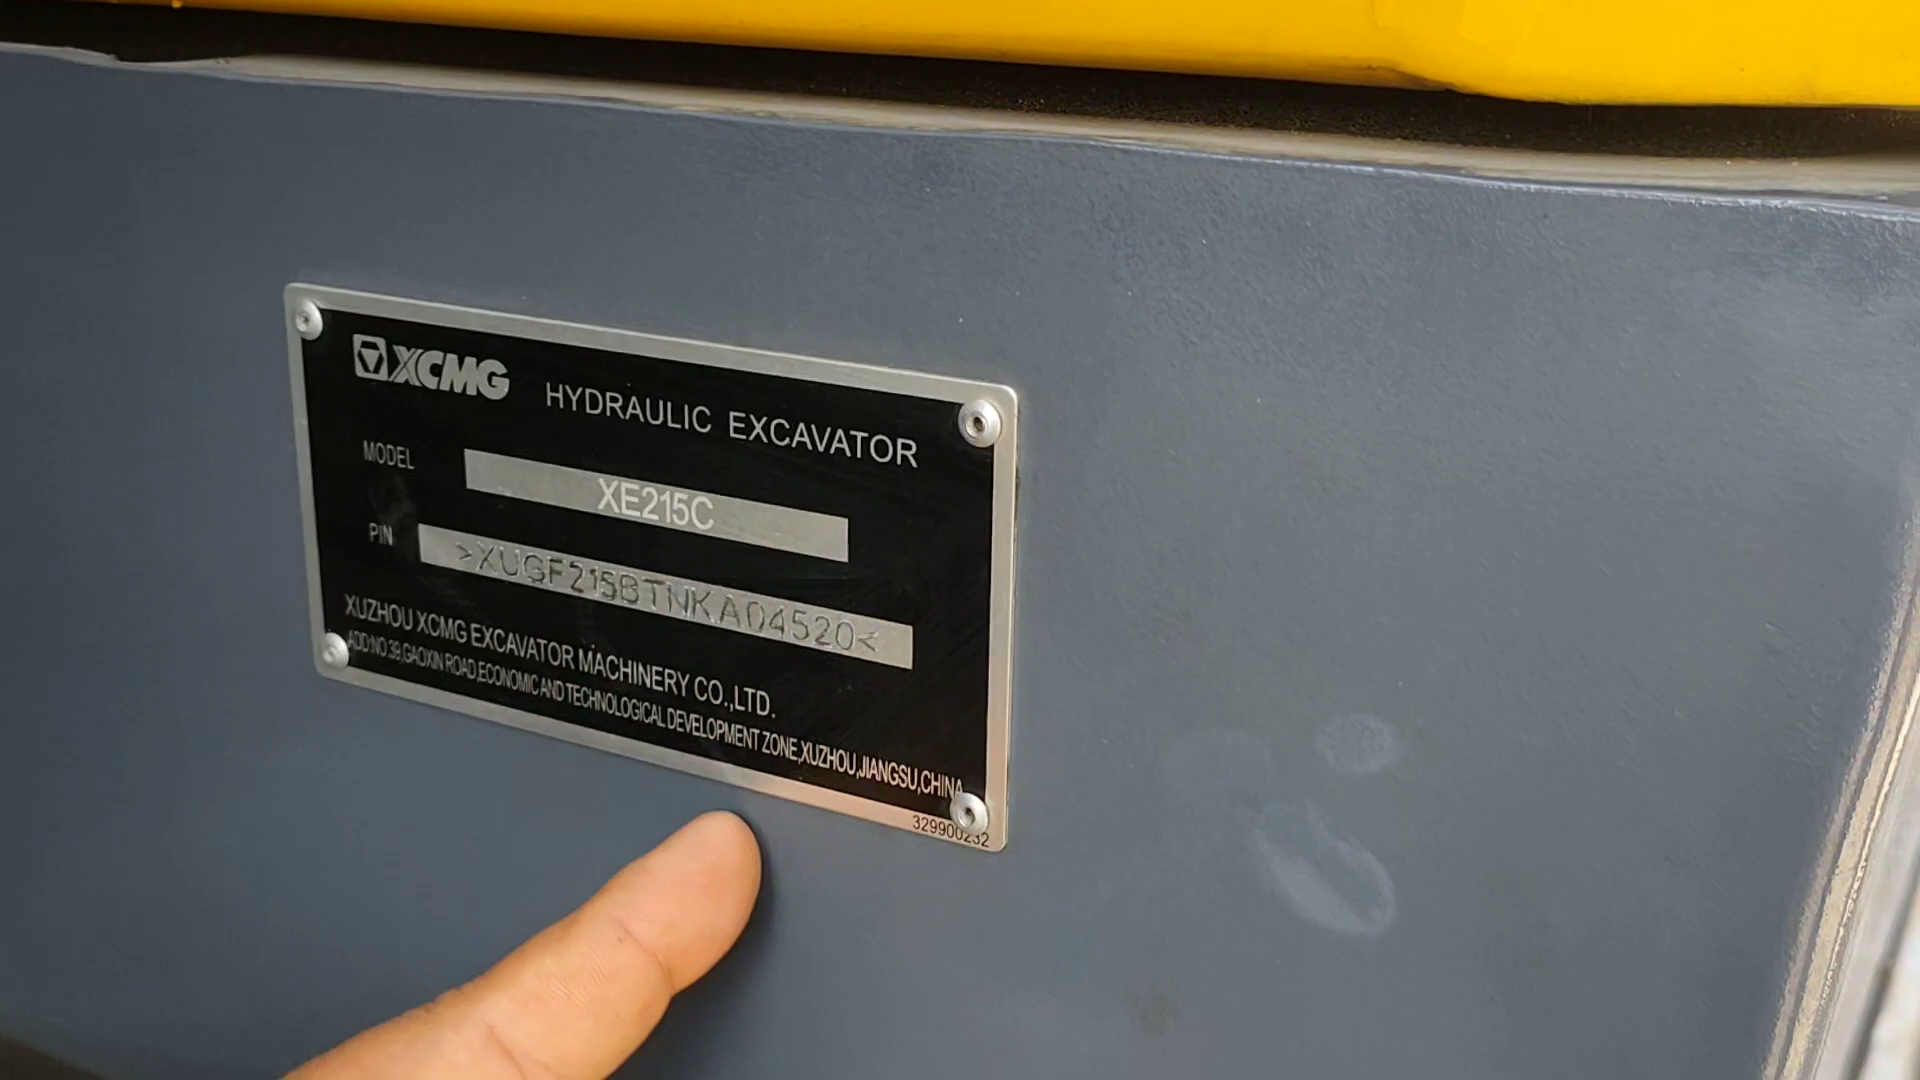 XCMG HYDRAULIC EXCAVATOR
MODEL XE215C
PIN >XUGF215BTNKA04520<
XUZHOU XCMG EXCAVATOR MACHINERY CO.,LTD.
ADD:NO.39,GAOXIN ROAD,ECONOMIC AND TECHNOLOGICAL DEVELOPMENT ZONE,XUZHOU,JIANGSU,CHINA
329900232